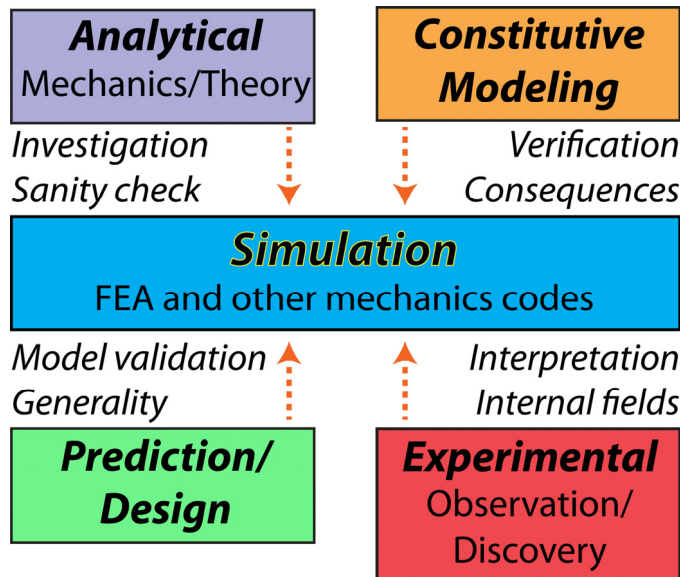 Analytical
Mechanics/Theory
Constitutive
Modeling
Investigation
Sanity check
Verification
Consequences
Simulation
FEA and other mechanics codes
Model validation
Generality
Interpretation
Internal fields
Prediction/
Design
Experimental
Observation/
Discovery